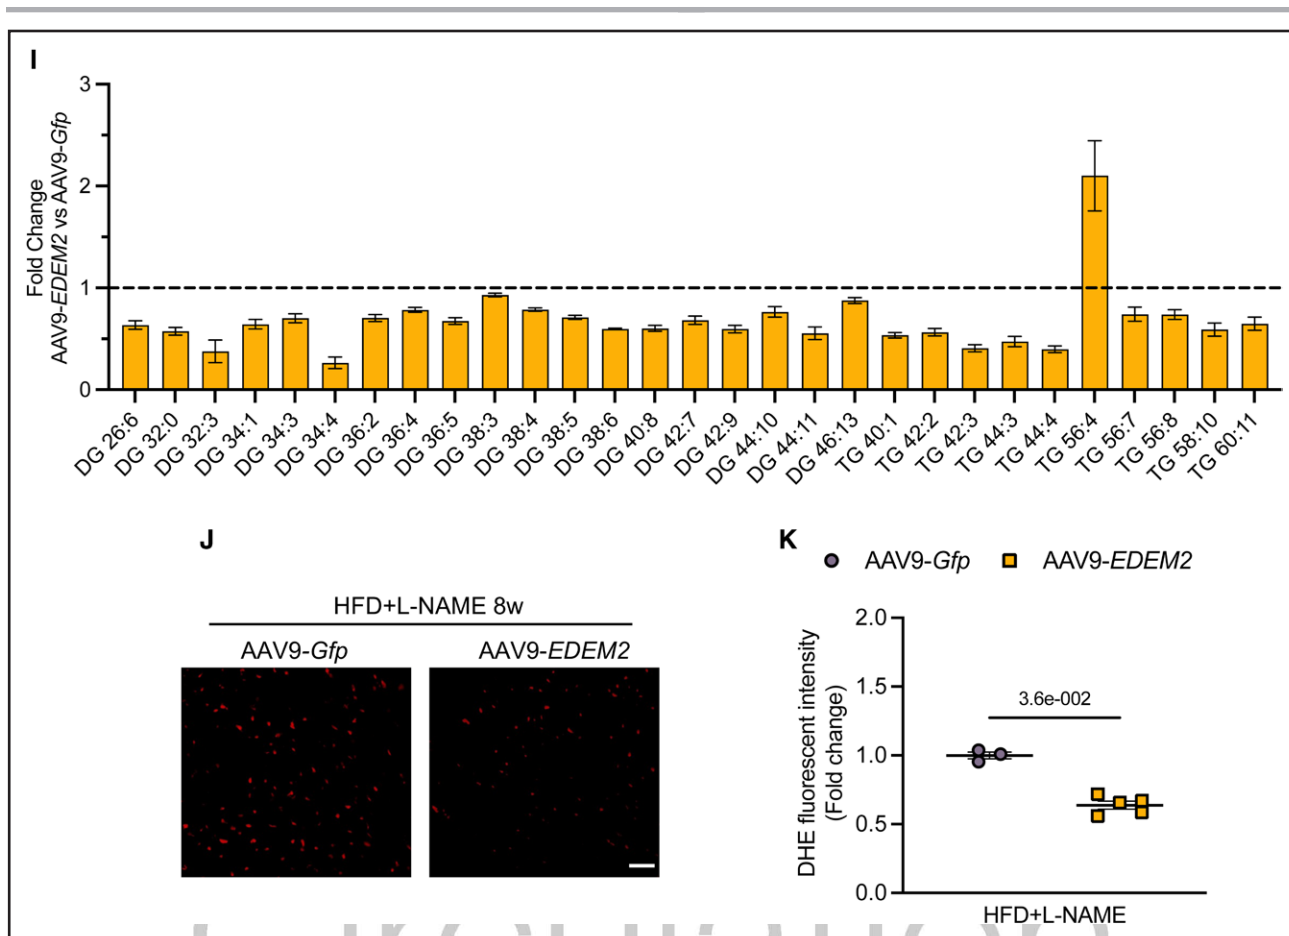 I
3
2
1
0
Fold Change
AAV9-EDEM2 vs AAV9-Gfp
DG 26:6
DG 32:0
DG 32:3
DG 34:1
DG 34:3
DG 34:4
DG 36:2
DG 36:4
DG 36:5
DG 38:3
DG 38:4
DG 38:5
DG 38:6
DG 40:8
DG 42:7
DG 42:9
DG 44:10
DG 44:11
DG 46:13
TG 40:1
TG 42:2
TG 42:3
TG 44:3
TG 44:4
TG 56:4
TG 56:7
TG 56:8
TG 58:10
TG 60:11
J
HFD+L-NAME 8w
AAV9-Gfp
AAV9-EDEM2
K
AAV9-Gfp
AAV9-EDEM2
DHE fluorescent intensity
(Fold change)
2.0
1.5
1.0
0.5
0.0
3.6e-002
HFD+L-NAME